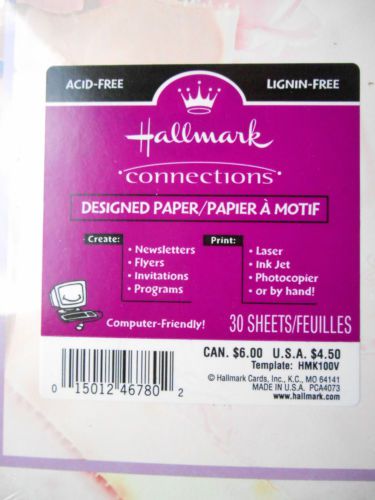 ACID-FREE LIGNIN-FREE
Hallmark
connections
DESIGNED PAPER/PAPIER À MOTIF
Create: Print:
• Newsletters • Laser
• Flyers • Ink Jet
• Invitations • Photocopier
• Programs • or by hand!
Computer-Friendly! 30 SHEETS/FEUILLES
CAN. $6.00 U.S.A. $4.50
Template: HMK100V
© Hallmark Cards, Inc., K.C., MO 64141
MADE IN U.S.A. PCA4073
www.hallmark.com
0 15012 46780 2